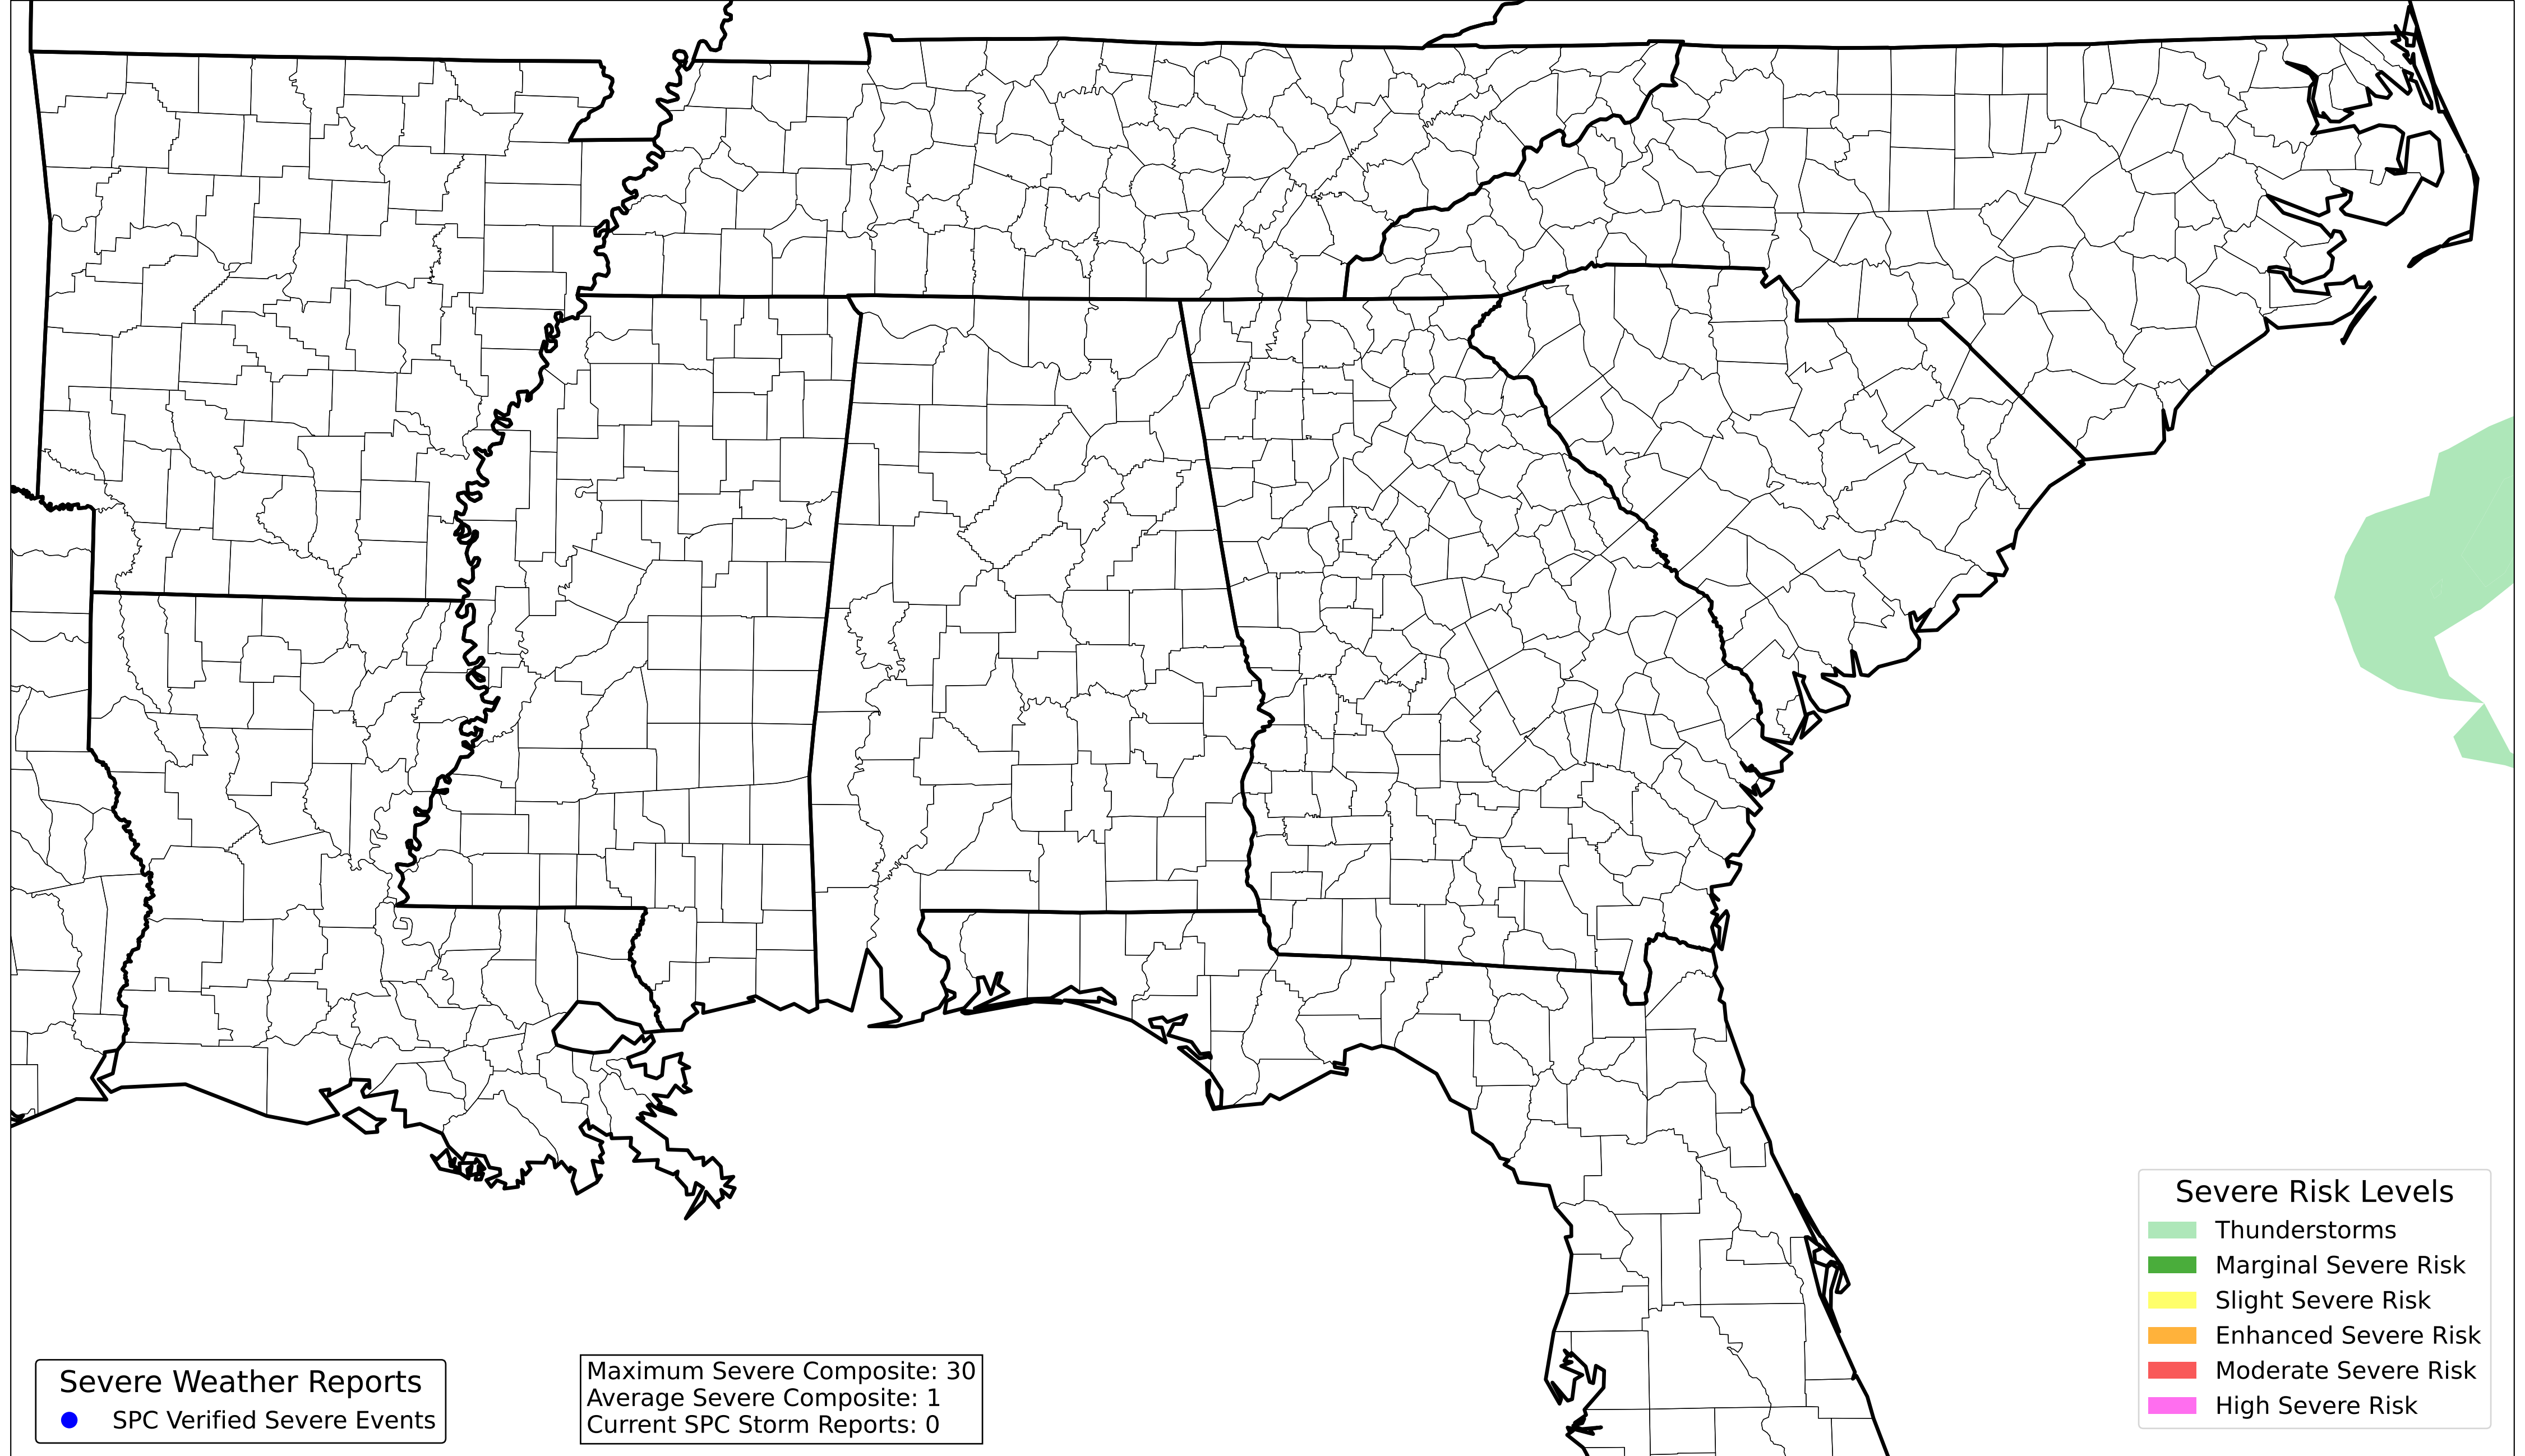 Severe Risk Levels
Thunderstorms
Marginal Severe Risk
Slight Severe Risk
Enhanced Severe Risk
Moderate Severe Risk
High Severe Risk
Severe Weather Reports
SPC Verified Severe Events
Maximum Severe Composite: 30
Average Severe Composite: 1
Current SPC Storm Reports: 0